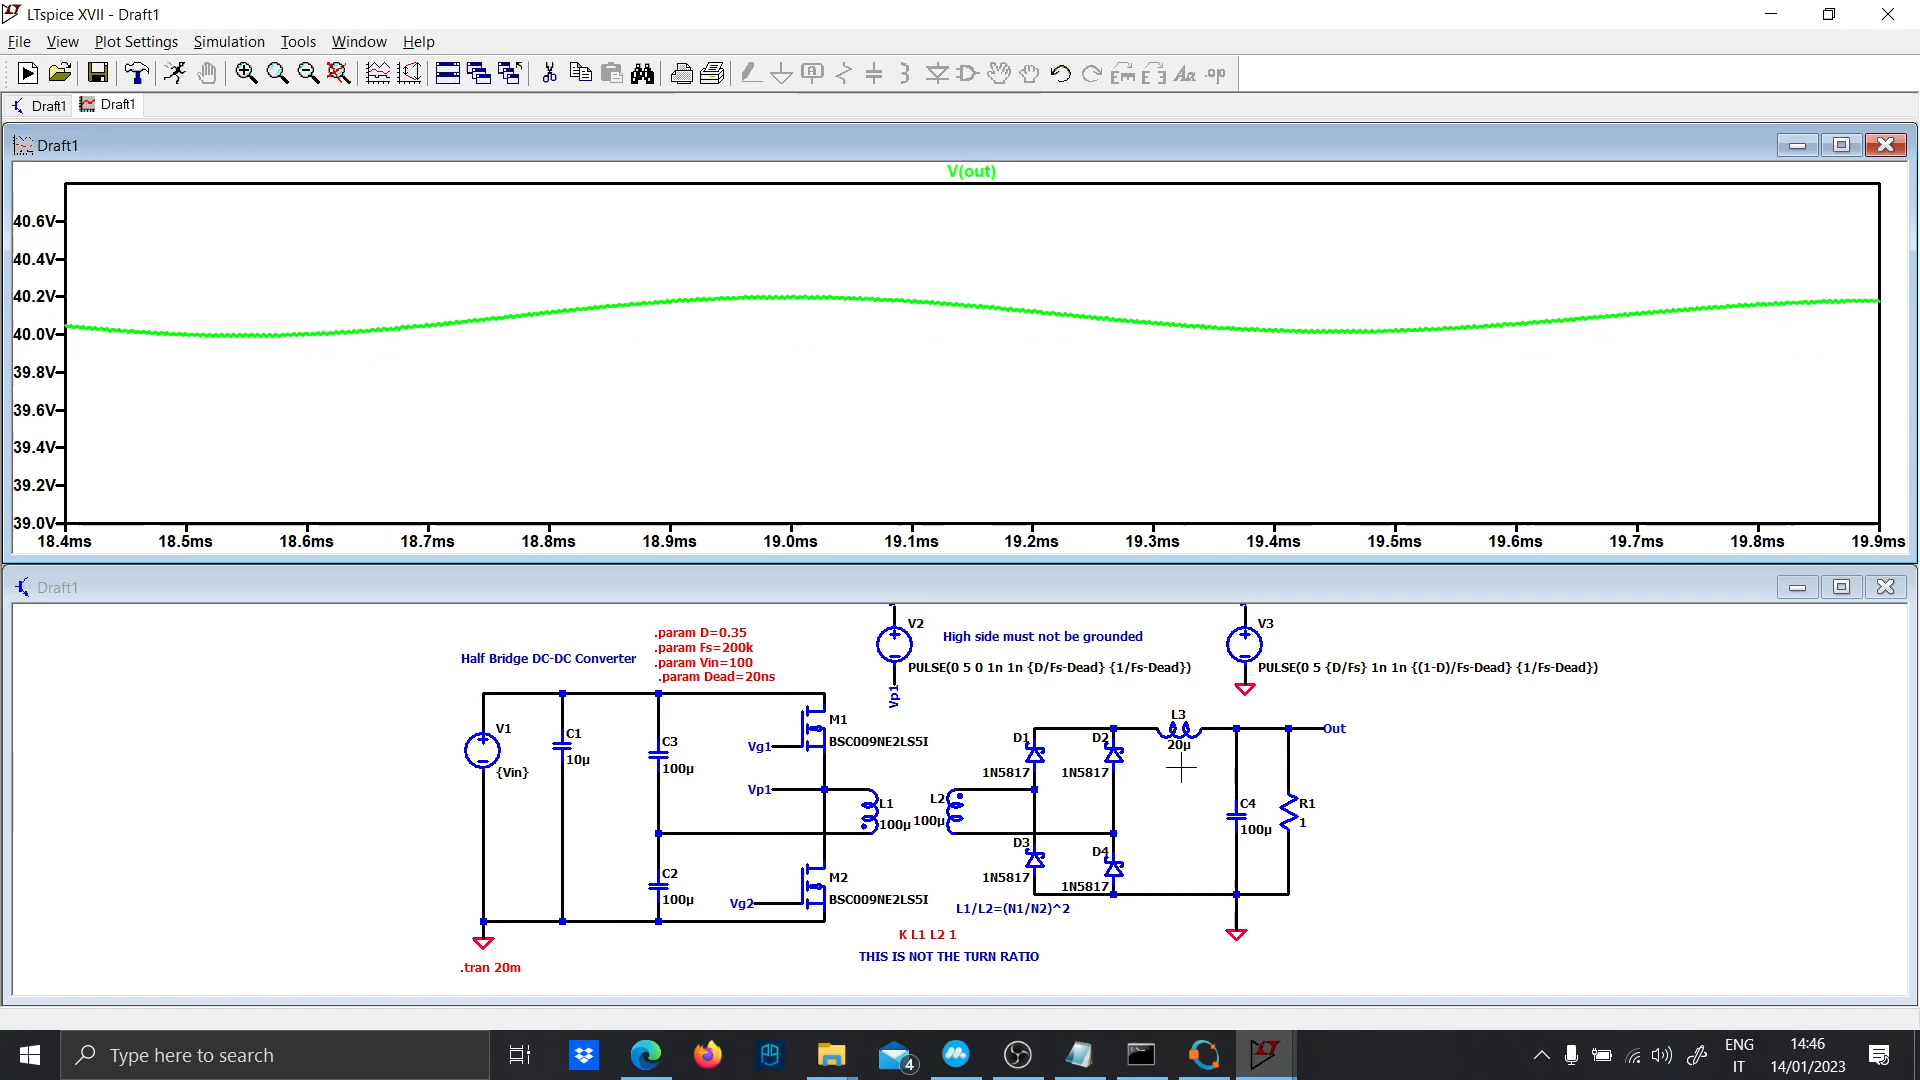 LTspice XVII - Draft1
File View Plot Settings Simulation Tools Window Help
Draft1 Draft1
Draft1
V(out)
40.6V
40.4V
40.2V
40.0V
39.8V
39.6V
39.4V
39.2V
39.0V
18.4ms 18.5ms 18.6ms 18.7ms 18.8ms 18.9ms 19.0ms 19.1ms 19.2ms 19.3ms 19.4ms 19.5ms 19.6ms 19.7ms 19.8ms 19.9ms
Draft1
Half Bridge DC-DC Converter
.param D=0.35
.param Fs=200k
.param Vin=100
.param Dead=20ns
V2
High side must not be grounded
PULSE(0 5 0 1n 1n {D/Fs-Dead} {1/Fs-Dead})
Vp1
V3
PULSE(0 5 {D/Fs} 1n 1n {(1-D)/Fs-Dead} {1/Fs-Dead})
V1
{Vin}
C1
10µ
C3
100µ
C2
100µ
M1
BSC009NE2LS5I
Vg1
Vp1
L1
100µ
M2
BSC009NE2LS5I
Vg2
L2
100µ
D1
1N5817
D2
1N5817
D3
1N5817
D4
1N5817
L3
20µ
Out
C4
100µ
R1
1
L1/L2=(N1/N2)^2
K L1 L2 1
THIS IS NOT THE TURN RATIO
.tran 20m
Type here to search
4
ENG
IT
14:46
14/01/2023